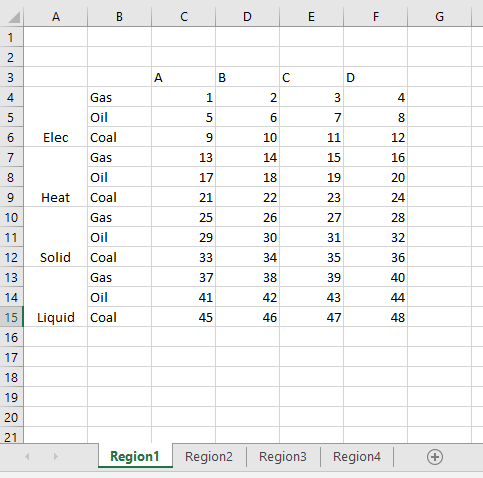 A B C D E F G
1
2
3 A B C D
4 Gas 1 2 3 4
5 Oil 5 6 7 8
6 Elec Coal 9 10 11 12
7 Gas 13 14 15 16
8 Oil 17 18 19 20
9 Heat Coal 21 22 23 24
10 Gas 25 26 27 28
11 Oil 29 30 31 32
12 Solid Coal 33 34 35 36
13 Gas 37 38 39 40
14 Oil 41 42 43 44
15 Liquid Coal 45 46 47 48
16
17
18
19
20
21
Region1 Region2 Region3 Region4